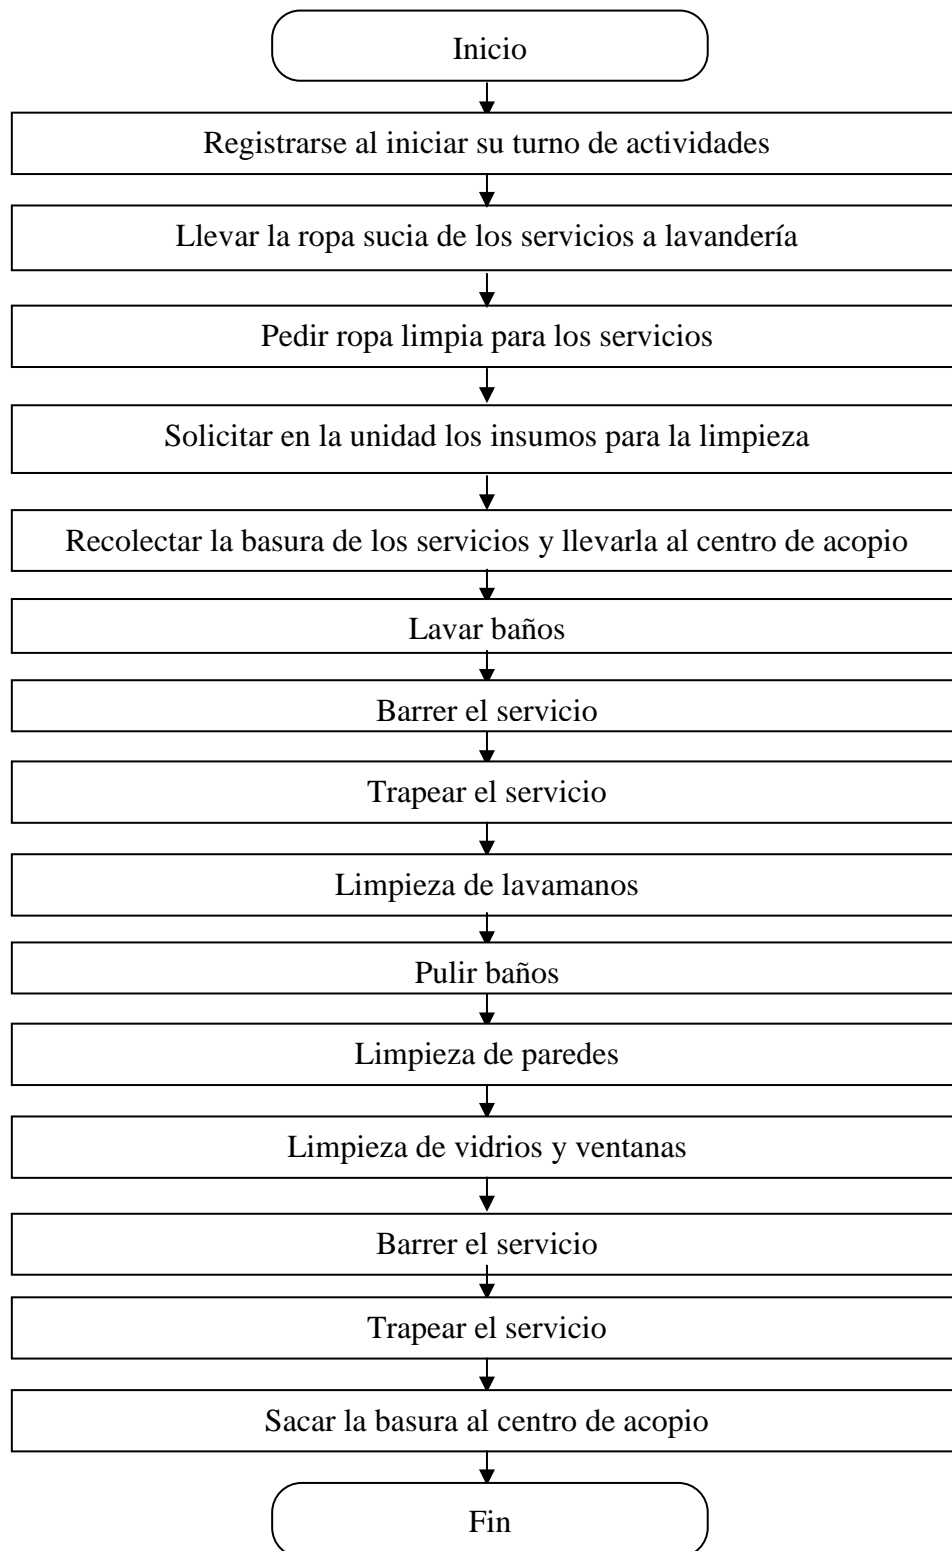 Inicio
Registrarse al iniciar su turno de actividades
Llevar la ropa sucia de los servicios a lavandería
Pedir ropa limpia para los servicios
Solicitar en la unidad los insumos para la limpieza
Recolectar la basura de los servicios y llevarla al centro de acopio
Lavar baños
Barrer el servicio
Trapear el servicio
Limpieza de lavamanos
Pulir baños
Limpieza de paredes
Limpieza de vidrios y ventanas
Barrer el servicio
Trapear el servicio
Sacar la basura al centro de acopio
Fin